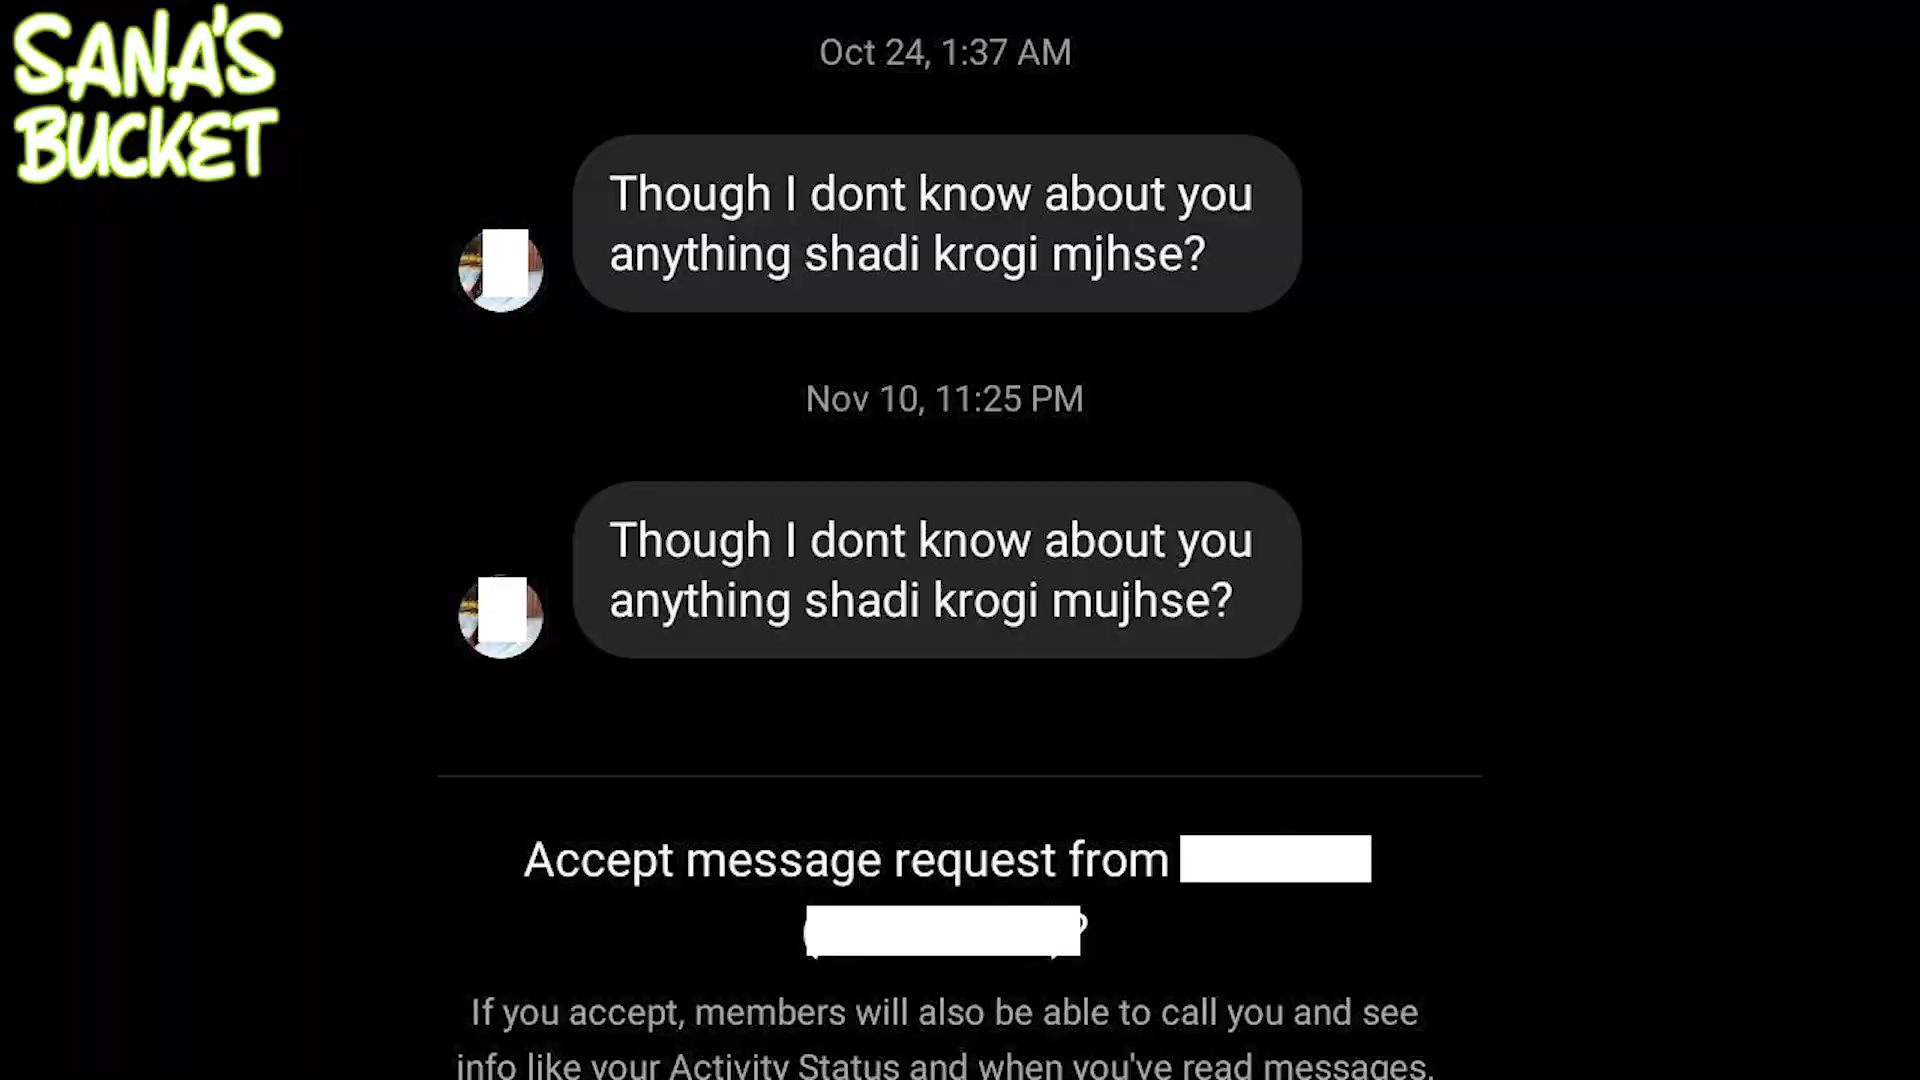 SANA'S
BUCKET
Oct 24, 1:37 AM
Though I dont know about you
anything shadi krogi mjhse?
Nov 10, 11:25 PM
Though I dont know about you
anything shadi krogi mujhse?
Accept message request from
?
If you accept, members will also be able to call you and see
info like your Activity Status and when you've read messages.